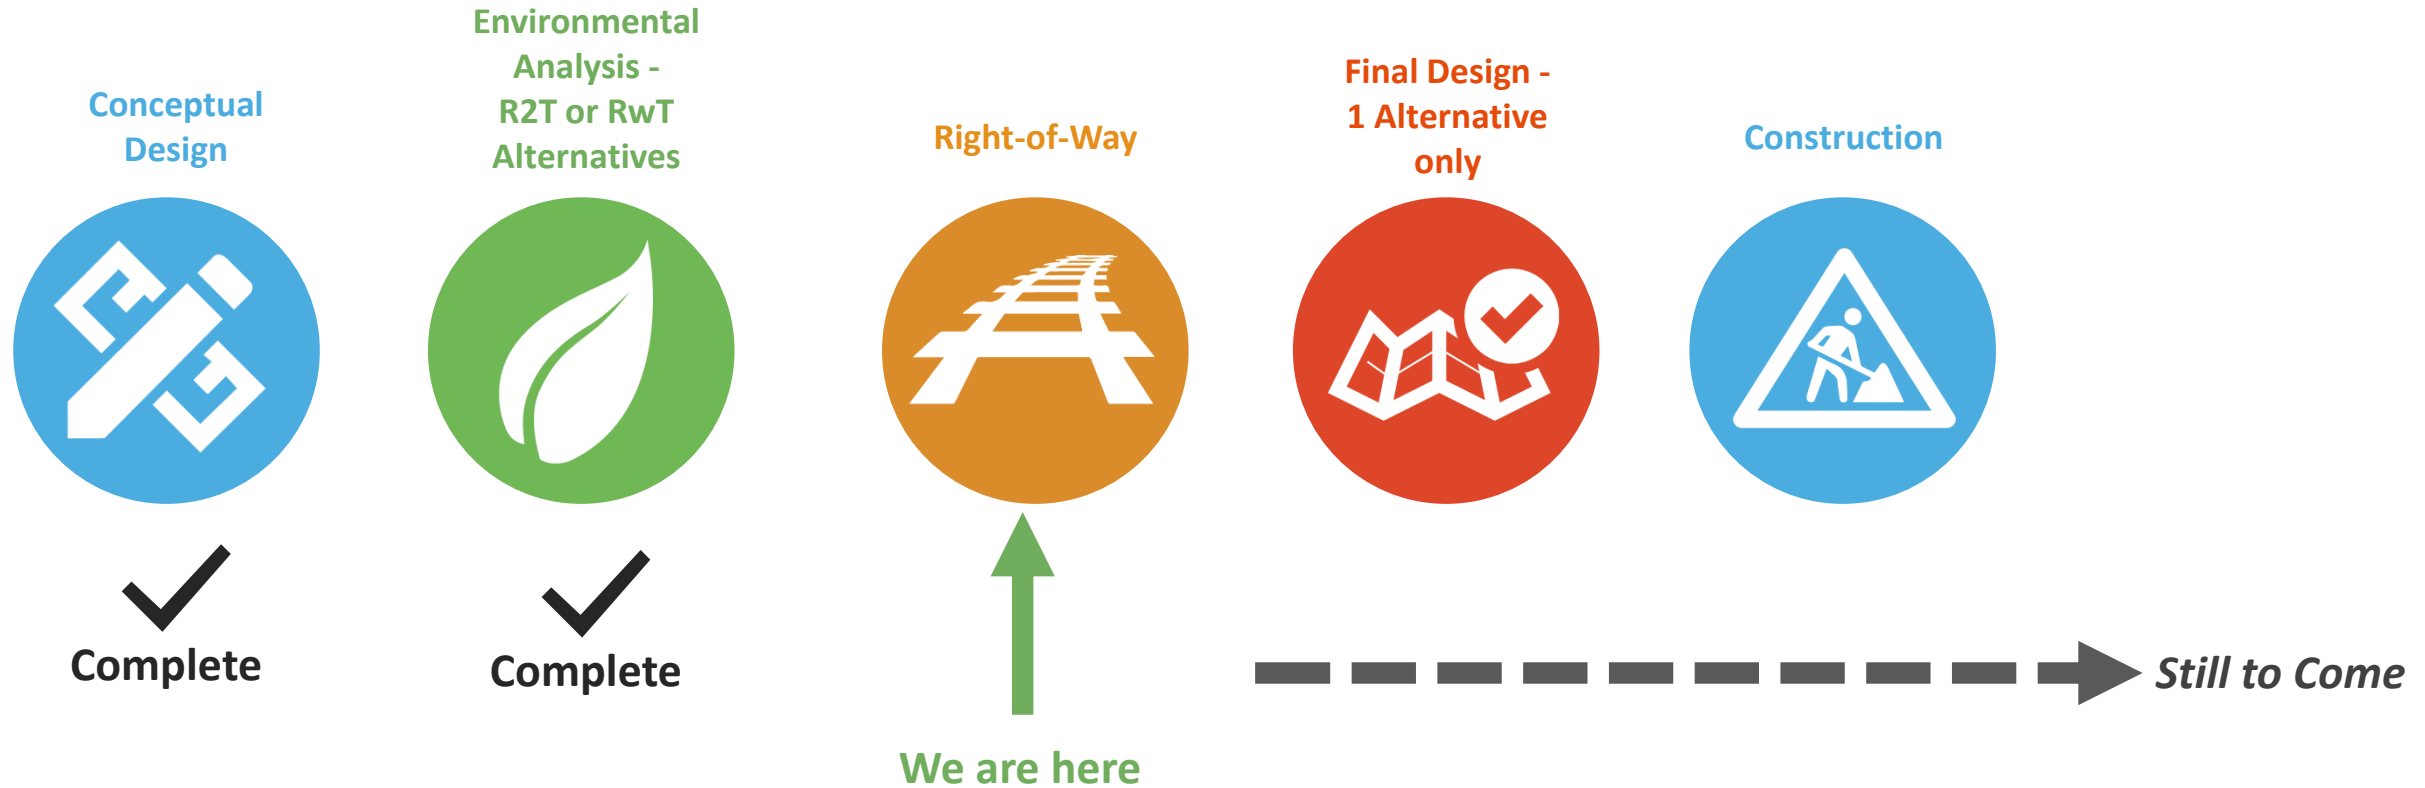 Conceptual
Design
Environmental
Analysis -
R2T or RwT
Alternatives
Right-of-Way
Final Design -
1 Alternative
only
Construction
Complete
Complete
We are here
Still to Come